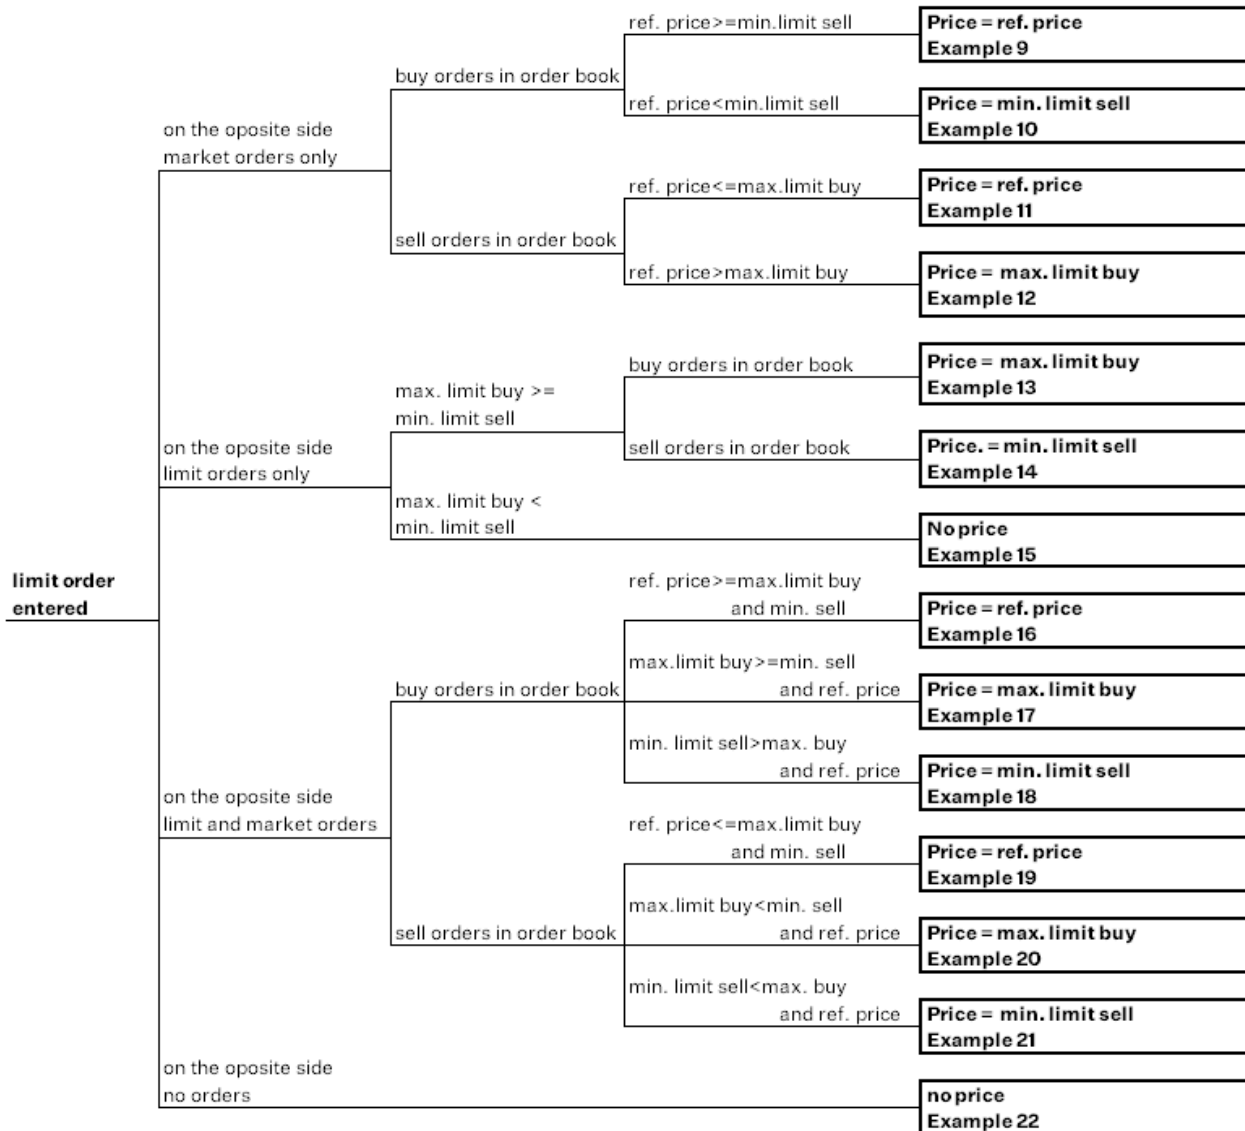 ref. price>=min.limit sell
Price = ref. price
Example 9
buy orders in order book
ref. price<min.limit sell
Price = min. limit sell
Example 10
on the oposite side
market orders only
ref. price<=max.limit buy
Price = ref. price
Example 11
sell orders in order book
ref. price>max.limit buy
Price = max. limit buy
Example 12
buy orders in order book
Price = max. limit buy
Example 13
max. limit buy >=
min. limit sell
on the oposite side
limit orders only
sell orders in order book
Price. = min. limit sell
Example 14
max. limit buy <
min. limit sell
No price
Example 15
limit order
entered
ref. price>=max.limit buy
and min. sell
Price = ref. price
Example 16
buy orders in order book
max.limit buy>=min. sell
and ref. price
Price = max. limit buy
Example 17
min. limit sell>max. buy
and ref. price
Price = min. limit sell
Example 18
on the oposite side
limit and market orders
ref. price<=max.limit buy
and min. sell
Price = ref. price
Example 19
sell orders in order book
max.limit buy<min. sell
and ref. price
Price = max. limit buy
Example 20
min. limit sell<max. buy
and ref. price
Price = min. limit sell
Example 21
on the oposite side
no orders
no price
Example 22